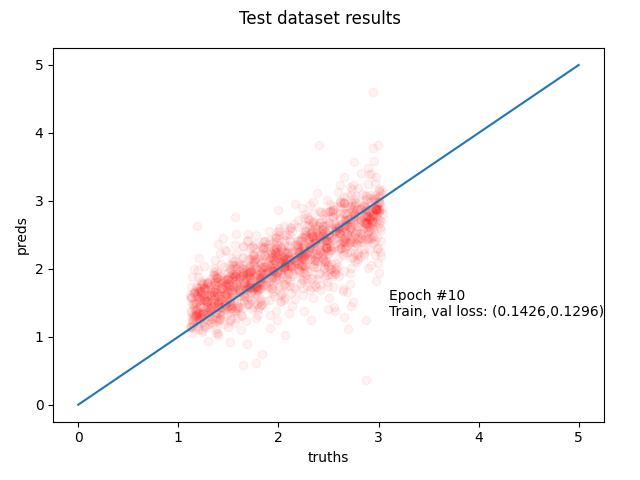 Test dataset results
5
4
3
2
1
0
preds
Epoch #10
Train, val loss: (0.1426,0.1296)
0 1 2 3 4 5
truths